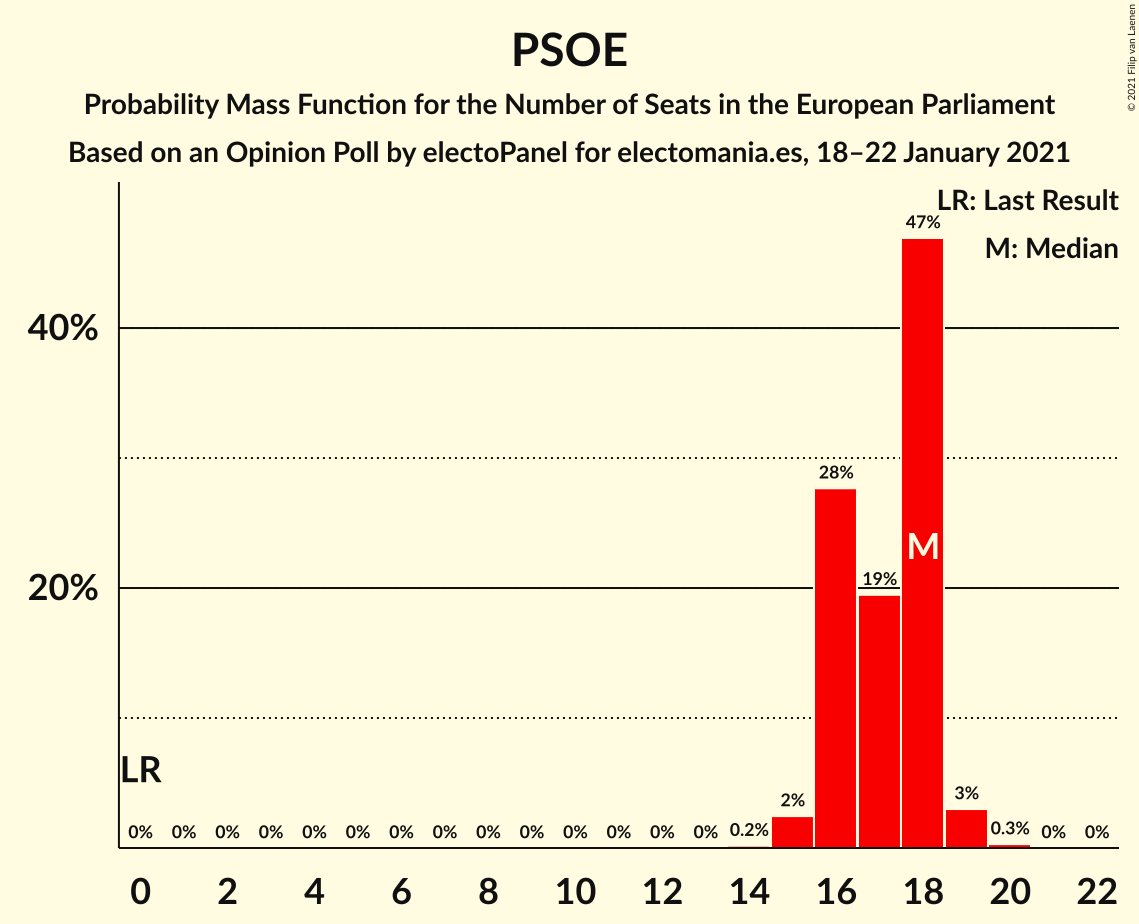 © 2021 Filip van Laenen
PSOE
Probability Mass Function for the Number of Seats in the European Parliament
Based on an Opinion Poll by electoPanel for electomania.es, 18–22 January 2021
LR: Last Result
M: Median
40%
20%
LR
M
0% 0% 0% 0% 0% 0% 0% 0% 0% 0% 0% 0% 0% 0% 0.2% 2% 28% 19% 47% 3% 0.3% 0% 0%
0 2 4 6 8 10 12 14 16 18 20 22